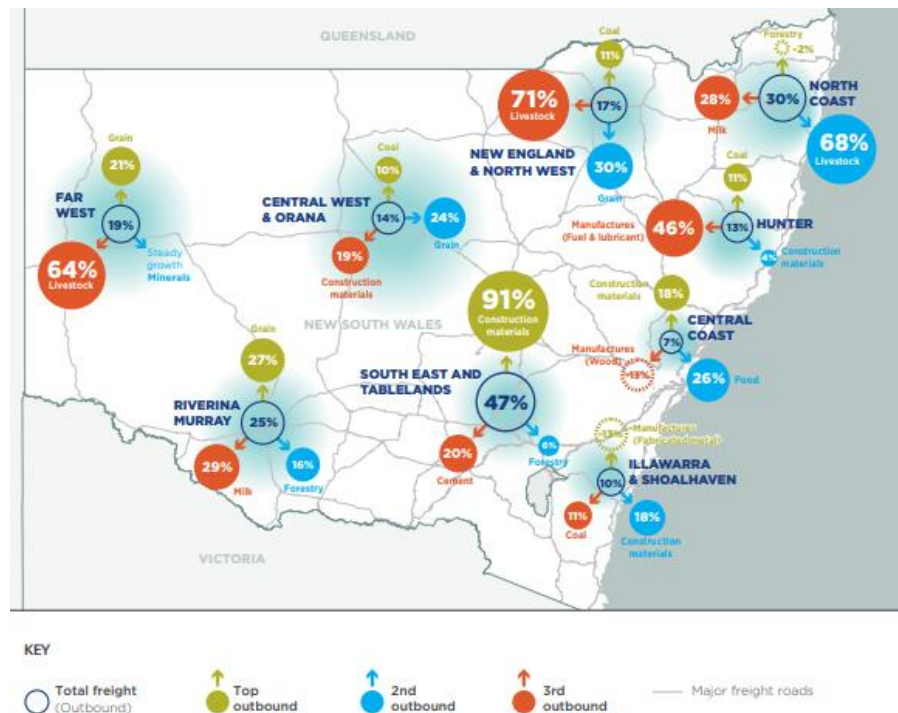 QUEENSLAND
Coal
11%
71%
Livestock
17%
NEW ENGLAND
& NORTH WEST
30%
Grain
Forestry
-2%
28%
Milk
30%
NORTH
COAST
68%
Livestock
Grain
21%
FAR
WEST
19%
64%
Livestock
Steady
growth
Minerals
Coal
10%
CENTRAL WEST
& ORANA
14%
24%
Grain
19%
Construction
materials
Coal
11%
Manufactures
(Fuel & lubricant)
46%
13%
HUNTER
4%
Construction
materials
NEW SOUTH WALES
91%
Construction
materials
SOUTH EAST AND
TABLELANDS
47%
20%
Cement
6%
Forestry
Construction
materials
18%
CENTRAL
COAST
7%
Manufactures
(Wood)
-13%
26%
Food
Grain
27%
RIVERINA
MURRAY
25%
29%
Milk
16%
Forestry
-13%
Manufactures
(Fabricated metal)
ILLAWARRA
& SHOALHAVEN
10%
11%
Coal
18%
Construction
materials
VICTORIA
KEY
Total freight
(Outbound)
Top
outbound
2nd
outbound
3rd
outbound
Major freight roads